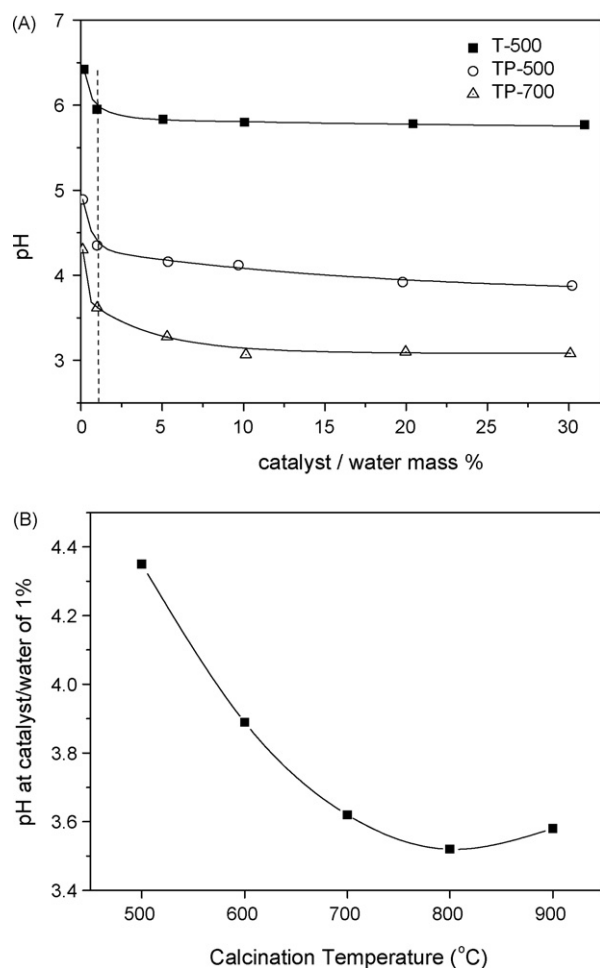 (A)
7
6
5
4
3
pH
T-500
TP-500
TP-700
0 5 10 15 20 25 30
catalyst / water mass %
(B)
4.4
4.2
4.0
3.8
3.6
3.4
pH at catalyst/water of 1%
500 600 700 800 900
Calcination Temperature (°C)